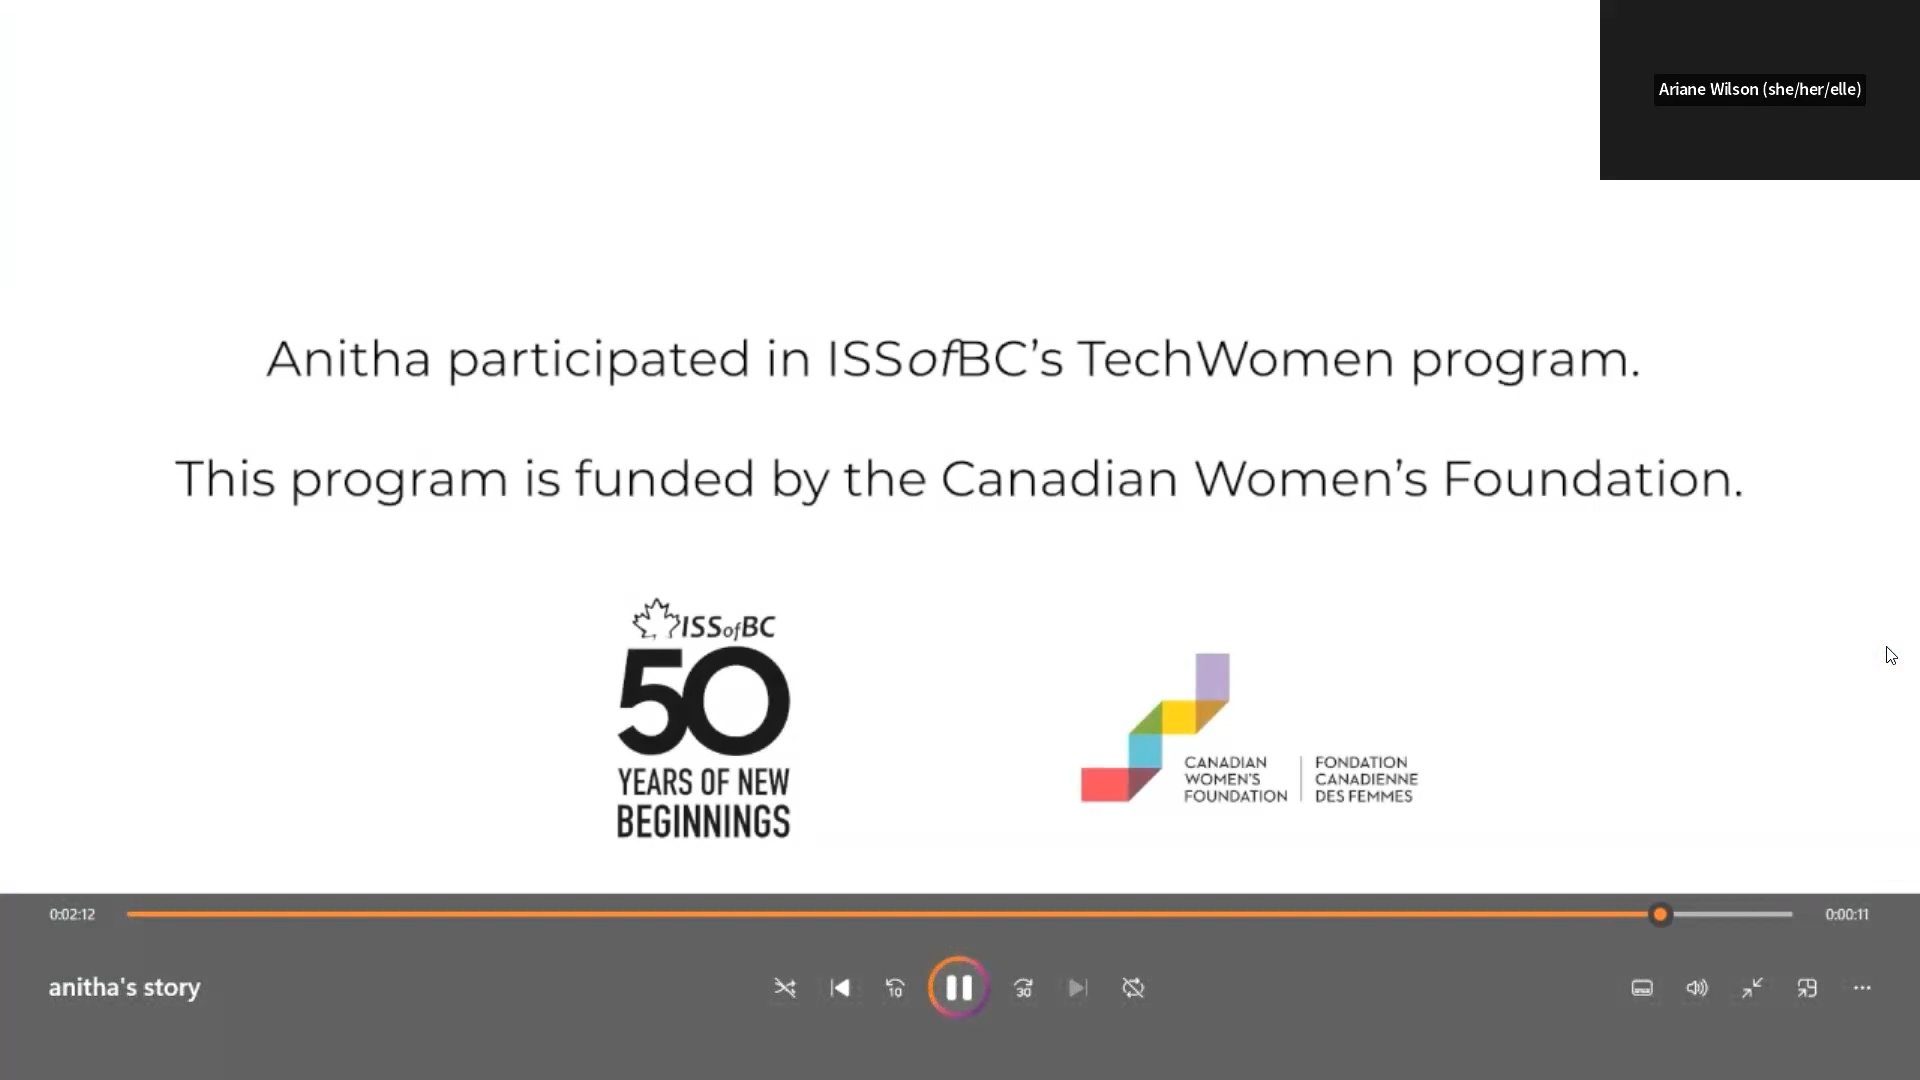 Ariane Wilson (she/her/elle)
Anitha participated in ISSofBC’s TechWomen program.
This program is funded by the Canadian Women’s Foundation.
ISSofBC
50
YEARS OF NEW
BEGINNINGS
CANADIAN
WOMEN'S
FOUNDATION
FONDATION
CANADIENNE
DES FEMMES
0:02:12
0:00:11
anitha's story
10
30